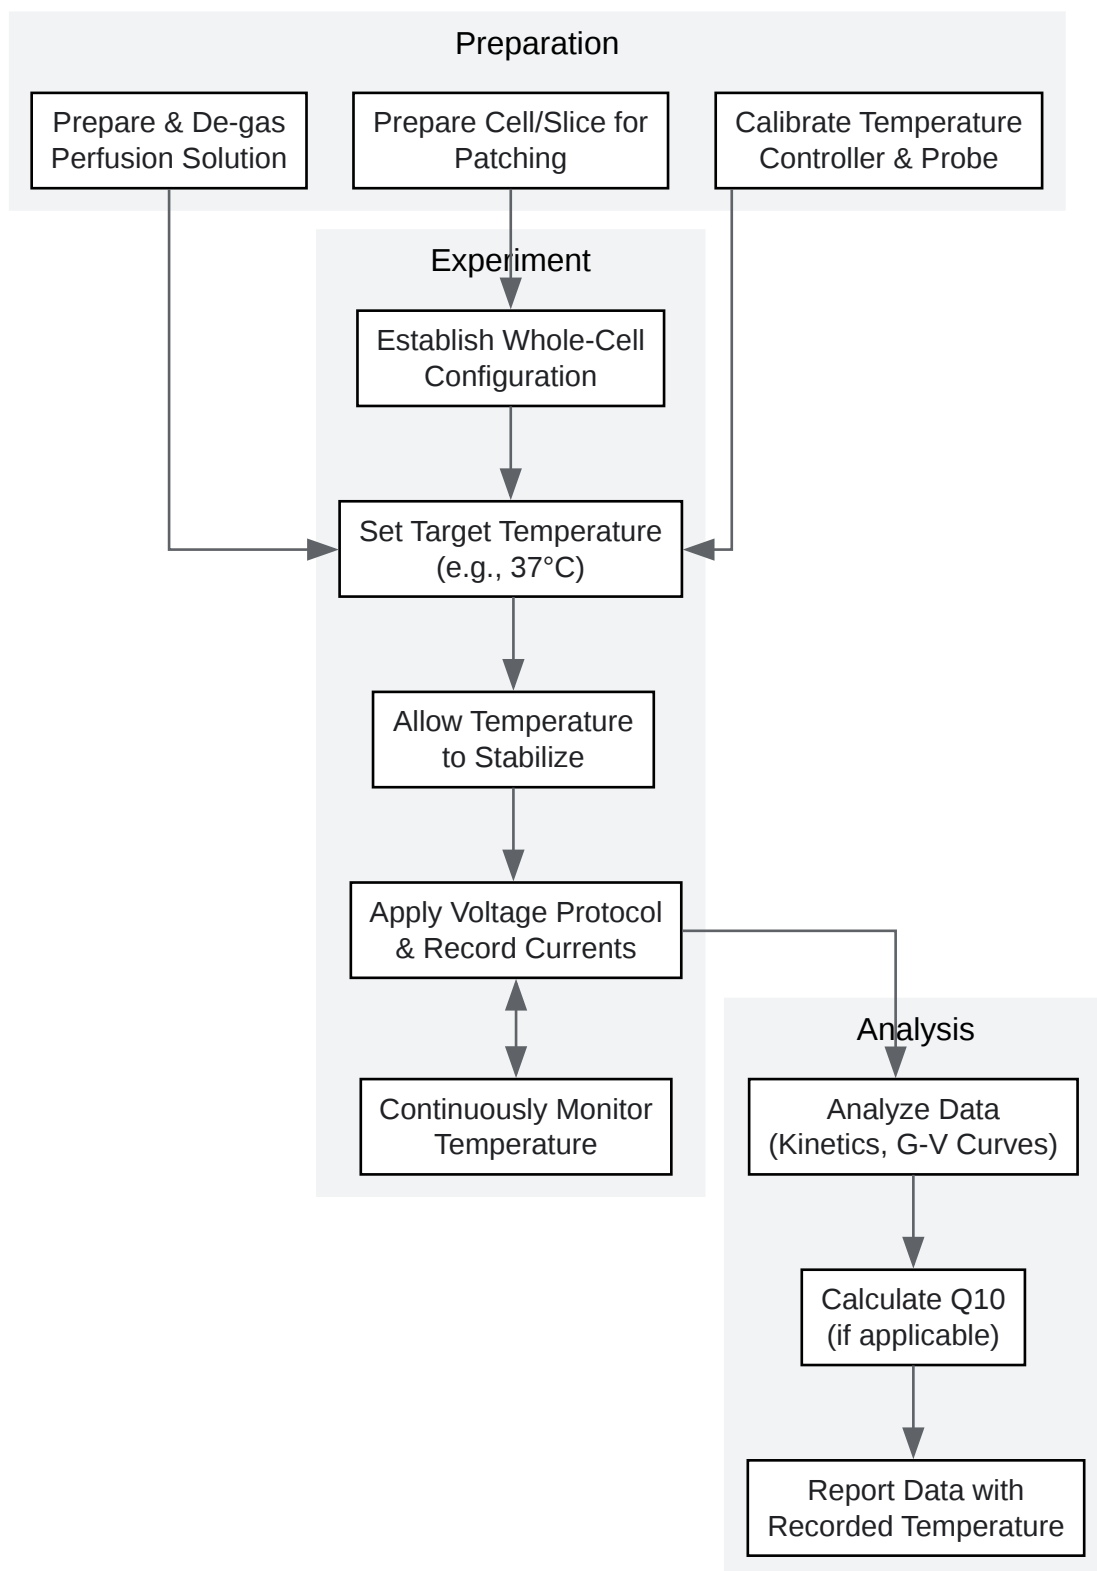 Preparation
Prepare & De-gas
Perfusion Solution
Prepare Cell/Slice for
Patching
Calibrate Temperature
Controller & Probe
Experiment
Establish Whole-Cell
Configuration
Set Target Temperature
(e.g., 37°C)
Allow Temperature
to Stabilize
Apply Voltage Protocol
& Record Currents
Continuously Monitor
Temperature
Analysis
Analyze Data
(Kinetics, G-V Curves)
Calculate Q10
(if applicable)
Report Data with
Recorded Temperature